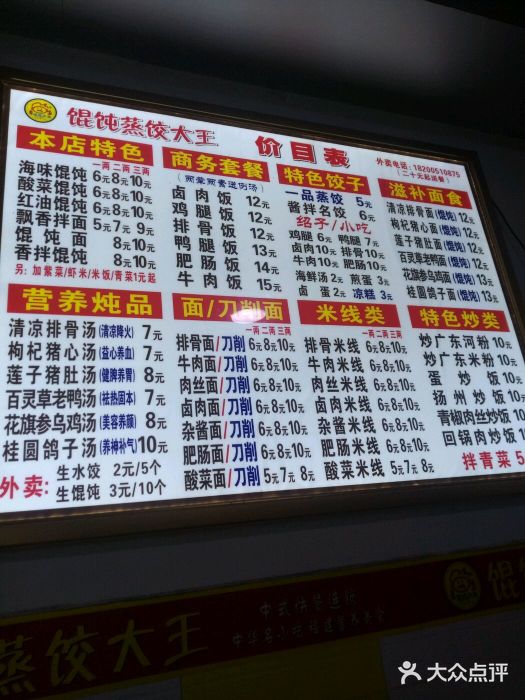 馄饨蒸饺大王 价目表
外卖电话:18200510875
(二十元起送餐)
本店特色
一两 二两 三两
海味馄饨 6元 8元 10元
酸菜馄饨 6元 8元 10元
红油馄饨 6元 8元 10元
飘香拌面 5元 7元 9元
馄饨面 8元 10元
香拌馄饨 8元 10元
另:加紫菜/虾米/米饭/青菜1元起
商务套餐
卤肉饭 12元
鸡腿饭 12元
排骨饭 12元
鸭腿饭 13元
肥肠饭 14元
牛肉饭 15元
特色饺子
一品蒸饺 5元
酱拌名饺 6元
绍子/小吃
鸡腿 6元 鸭腿 7元
卤肉 10元 排骨 10元
牛肉 10元 肥肠 10元
海鲜汤 2元 煎蛋 3元
卤蛋 2元 凉糕 3元
滋补面食
清凉排骨面(馄饨) 10元
枸杞猪心面(馄饨) 10元
莲子猪肚面(馄饨)
百灵草老鸭面(馄饨)
花旗参乌鸡面(馄饨)
桂圆鸽子面(馄饨)
营养炖品
清凉排骨汤(清凉降火) 7元
枸杞猪心汤(益心养血) 7元
莲子猪肚汤(健脾养胃) 8元
百灵草老鸭汤(祛热固本) 7元
花旗参乌鸡汤(美容养颜) 8元
桂圆鸽子汤(养神补气) 10元
外卖:
生水饺 2元/5个
生馄饨 3元/10个
面/刀削面
一两 二两 三两
排骨面/刀削 6元 8元 10元
牛肉面/刀削 6元 8元 10元
肉丝面/刀削 6元 8元 10元
卤肉面/刀削 6元 8元 10元
杂酱面/刀削 6元 8元 10元
肥肠面/刀削 6元 8元 10元
酸菜面/刀削 5元 7元 8元
米线类
一两 二两 三两
排骨米线 6元 8元 10元
牛肉米线 6元 8元 10元
肉丝米线 6元 8元 10元
卤肉米线 6元 8元 10元
杂酱米线 6元 8元 10元
肥肠米线 6元 8元 10元
酸菜米线 5元 7元 8元
特色炒类
炒广东河粉 10元
炒广东米粉 10元
蛋炒饭 10元
扬州炒饭 10元
青椒肉丝炒饭 10元
回锅肉炒饭 10元
拌青菜 5
蒸饺大王
馄
大众点评